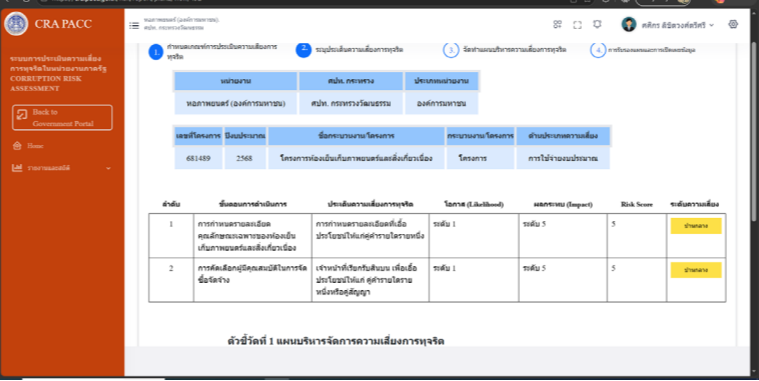 CRA PACC
หอภาพยนตร์ (องค์การมหาชน),
ศปท. กระทรวงวัฒนธรรม
ระบบการประเมินความเสี่ยง
การทุจริตในหน่วยงานภาครัฐ
CORRUPTION RISK
ASSESSMENT
Back to
Government Portal
Home
รายงานและสถิติ
1. กำหนดเกณฑ์การประเมินความเสี่ยงการ
ทุจริต
2. ระบุประเด็นความเสี่ยงการทุจริต
3. จัดทำแผนบริหารความเสี่ยงการทุจริต
4. การรับรองผลและการเปิดเผยข้อมูล
หน่วยงาน ศปท. กระทรวง ประเภทหน่วยงาน
หอภาพยนตร์ (องค์การมหาชน) ศปท. กระทรวงวัฒนธรรม องค์การมหาชน
เลขที่โครงการ ปีงบประมาณ ชื่อกระบวนงาน/โครงการ กระบวนงาน/โครงการ ด้านประเภทความเสี่ยง
681489 2568 โครงการห้องเย็นเก็บภาพยนตร์และสิ่งเกี่ยวเนื่อง โครงการ การใช้จ่ายงบประมาณ
ลำดับ ขั้นตอนการดำเนินการ ประเด็นความเสี่ยงการทุจริต โอกาส (Likelihood) ผลกระทบ (Impact) Risk Score ระดับความเสี่ยง
1 การกำหนดรายละเอียด การกำหนดรายละเอียดที่เอื้อ ระดับ 1 ระดับ 5 5 ปานกลาง
คุณลักษณะเฉพาะของห้องเย็น ประโยชน์ให้แก่คู่ค้ารายใดรายหนึ่ง
เก็บภาพยนตร์และสิ่งเกี่ยวเนื่อง
2 การคัดเลือกผู้มีคุณสมบัติในการจัด เจ้าหน้าที่เรียกรับสินบน เพื่อเอื้อ ระดับ 1 ระดับ 5 5 ปานกลาง
ซื้อจัดจ้าง ประโยชน์ให้แก่ คู่ค้ารายใดราย
หนึ่งหรือคู่สัญญา
ตัวชี้วัดที่ 1 แผนบริหารจัดการความเสี่ยงการทุจริต